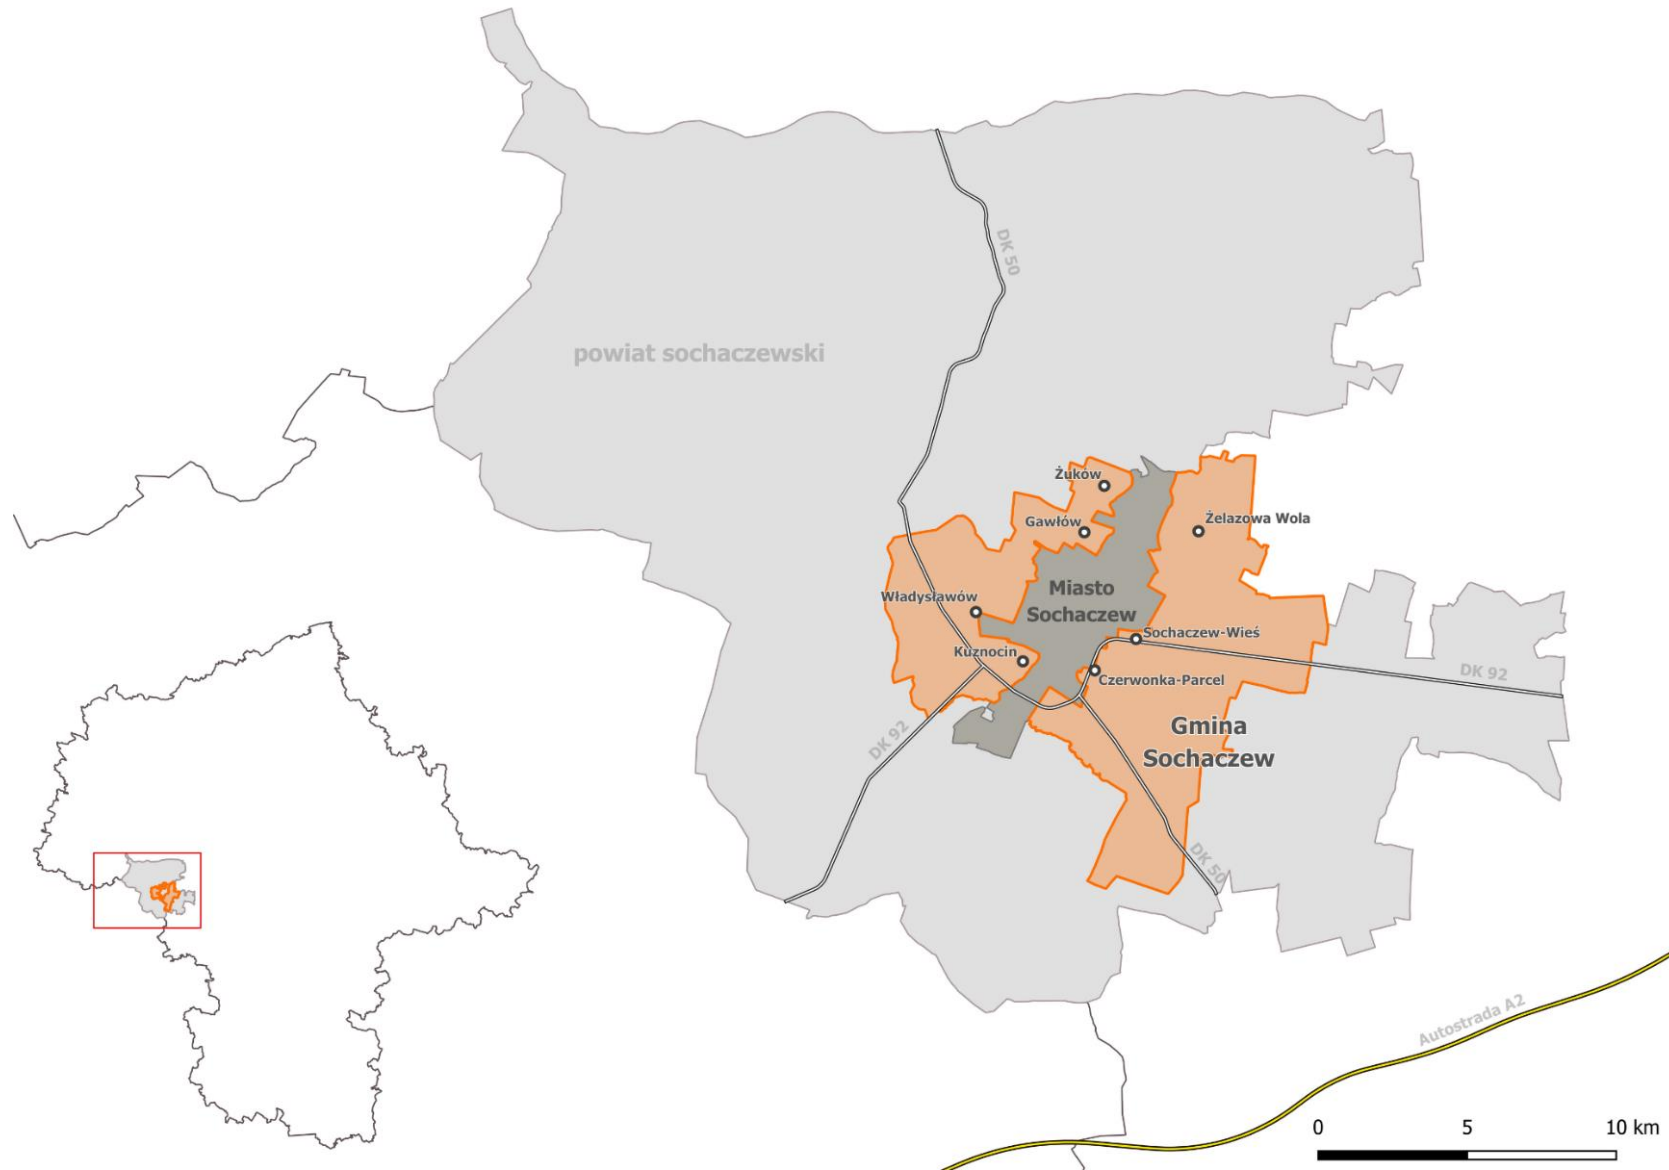 DK 50
powiat sochaczewski
Żuków
Gawłów
Żelazowa Wola
Miasto
Sochaczew
Władysławów
Sochaczew-Wieś
Kuznocin
Czerwonka-Parcel
DK 92
Gmina
Sochaczew
DK 92
DK 50
Autostrada A2
0 5 10 km